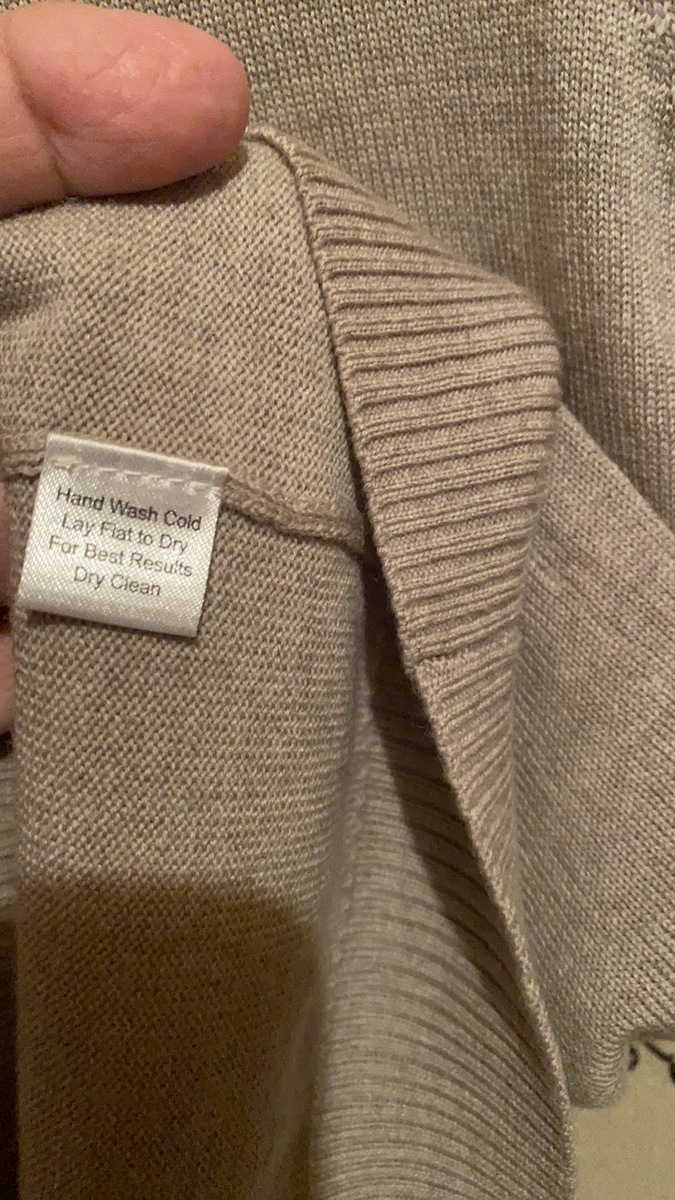 Hand Wash Cold
Lay Flat to Dry
For Best Results
Dry Clean